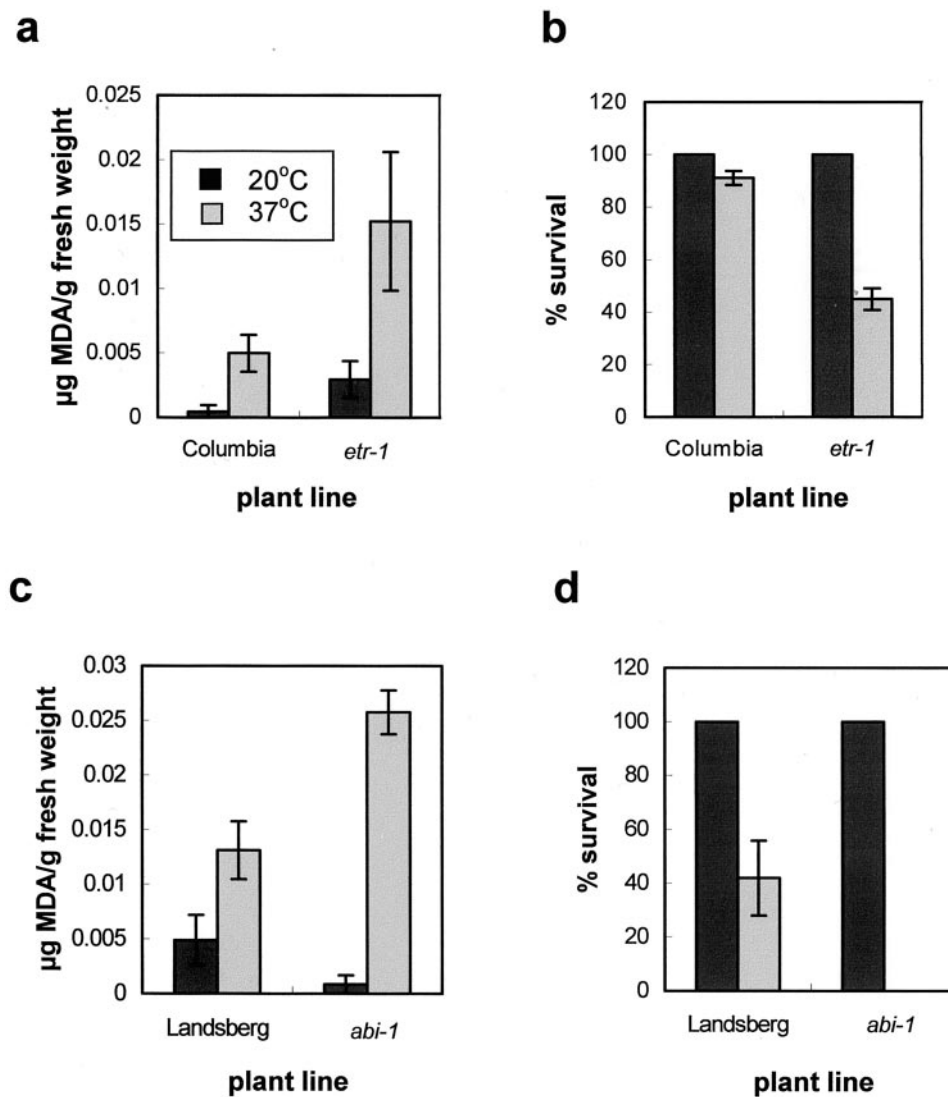 a
µg MDA/g fresh weight
0.025
0.02
0.015
0.01
0.005
0
20°C
37°C
Columbia
etr-1
plant line
b
% survival
120
100
80
60
40
20
0
Columbia
etr-1
plant line
c
µg MDA/g fresh weight
0.03
0.025
0.02
0.015
0.01
0.005
0
Landsberg
abi-1
plant line
d
% survival
120
100
80
60
40
20
0
Landsberg
abi-1
plant line